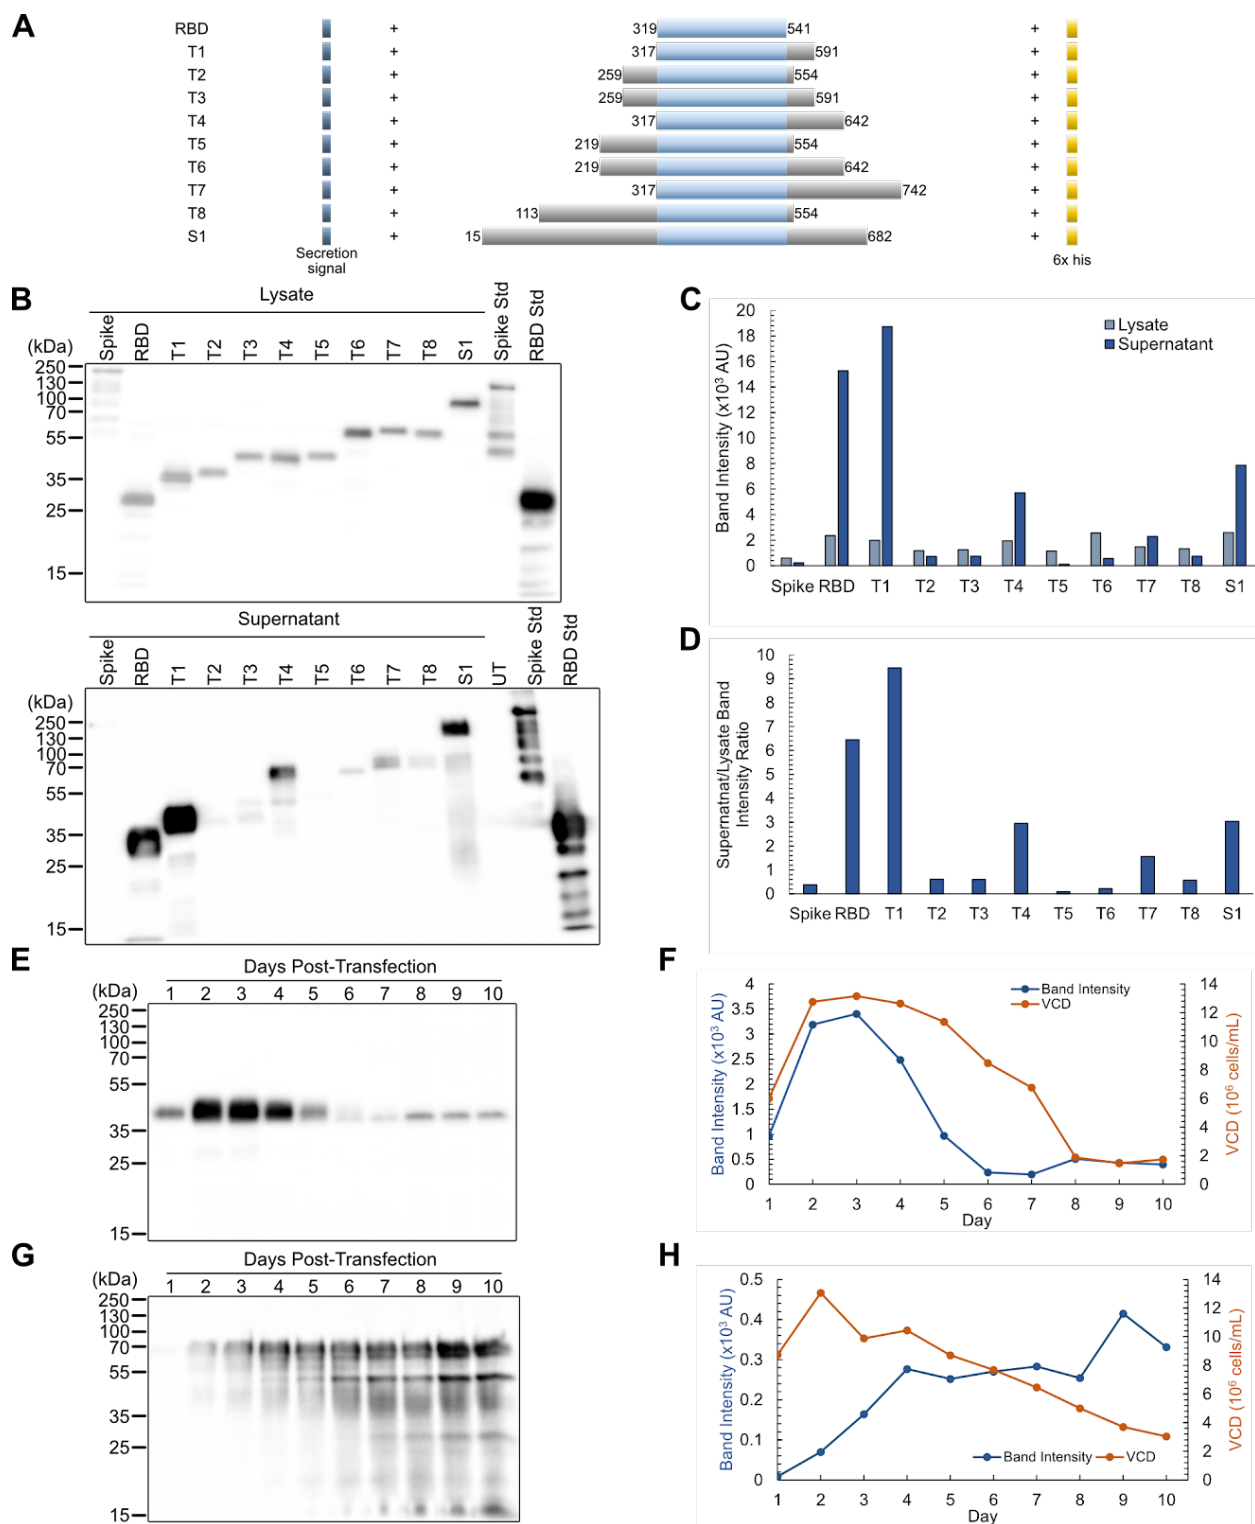 A
RBD + 319 541 +
T1 + 317 591 +
T2 + 259 554 +
T3 + 259 591 +
T4 + 317 642 +
T5 + 219 554 +
T6 + 219 642 +
T7 + 317 742 +
T8 + 113 554 +
S1 + 15 682 +
Secretion
signal
6x his
B
Lysate
(kDa) Spike RBD T1 T2 T3 T4 T5 T6 T7 T8 S1 Spike Std RBD Std
250
130
100
70
55
35
25
15
Supernatant
(kDa) Spike RBD T1 T2 T3 T4 T5 T6 T7 T8 S1 UT Spike Std RBD Std
250
130
100
70
55
35
25
15
C
Band Intensity (x10³ AU)
20
18
16
14
12
10
8
6
4
2
0
Lysate
Supernatant
Spike RBD T1 T2 T3 T4 T5 T6 T7 T8 S1
D
Supernatnat/Lysate Band
Intensity Ratio
10
9
8
7
6
5
4
3
2
1
0
Spike RBD T1 T2 T3 T4 T5 T6 T7 T8 S1
E
Days Post-Transfection
(kDa) 1 2 3 4 5 6 7 8 9 10
250
130
100
70
55
35
25
15
F
Band Intensity (x10³ AU)
4
3.5
3
2.5
2
1.5
1
0.5
0
Band Intensity
VCD
14
12
10
8
6
4
2
0
VCD (10⁶ cells/mL)
1 2 3 4 5 6 7 8 9 10
Day
G
Days Post-Transfection
(kDa) 1 2 3 4 5 6 7 8 9 10
250
130
100
70
55
35
25
15
H
Band Intensity (x10³ AU)
0.5
0.4
0.3
0.2
0.1
0
Band Intensity VCD
14
12
10
8
6
4
2
0
VCD (10⁶ cells/mL)
1 2 3 4 5 6 7 8 9 10
Day